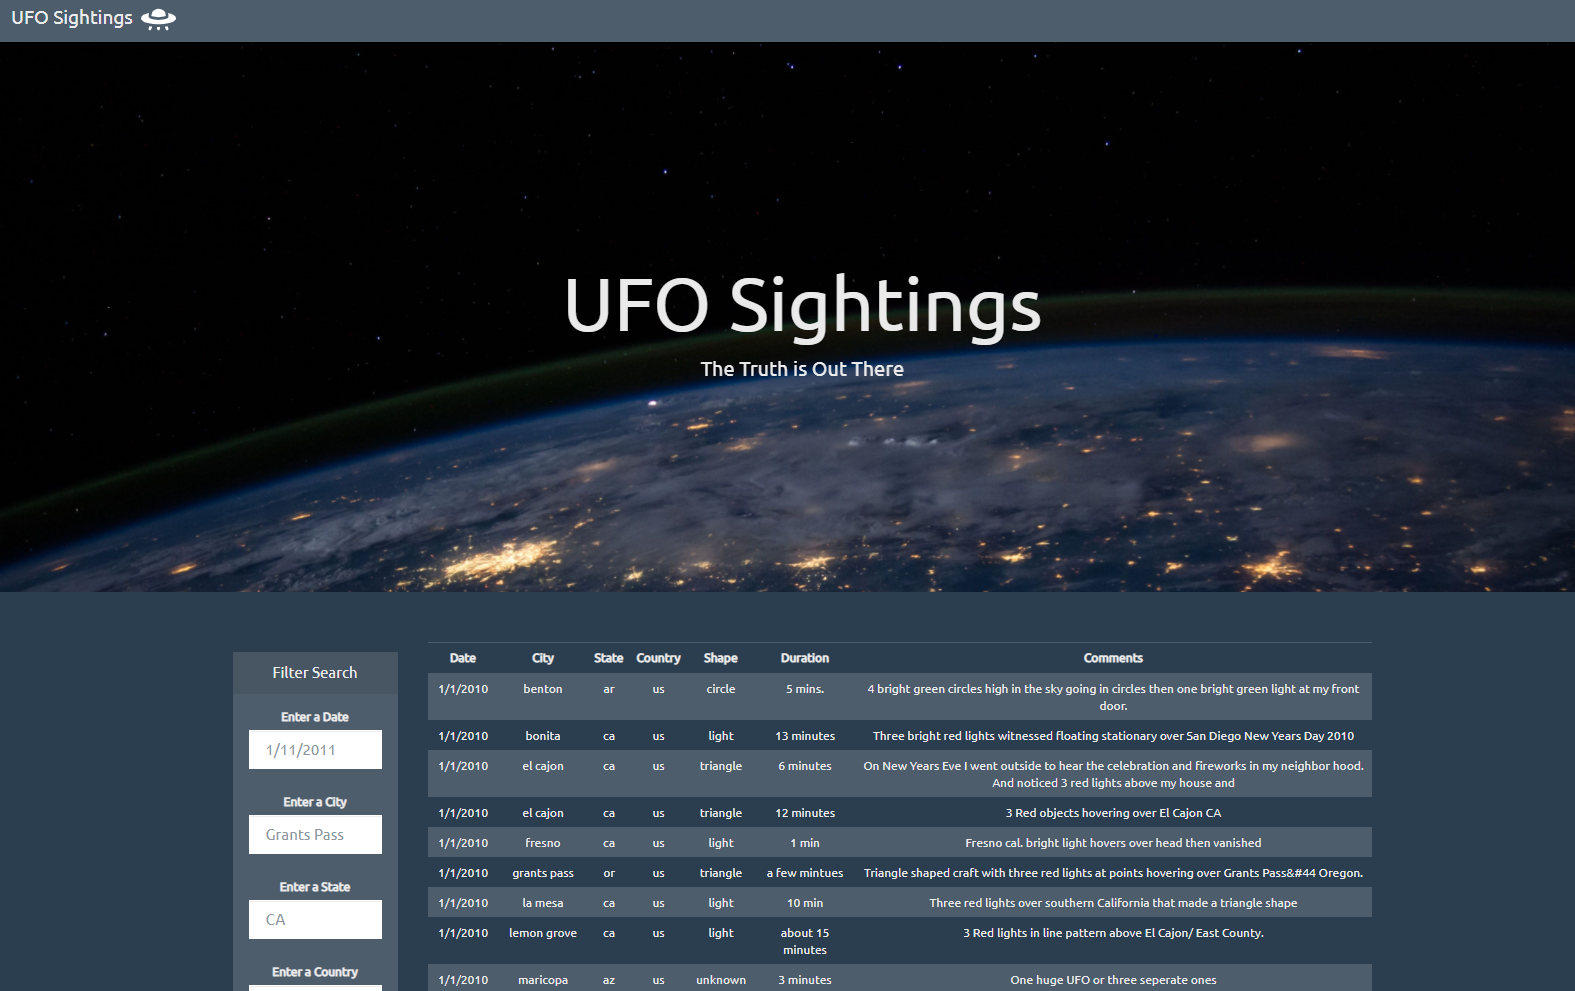 UFO Sightings
UFO Sightings
The Truth is Out There
Filter Search
Enter a Date
1/11/2011
Enter a City
Grants Pass
Enter a State
CA
Enter a Country
Date City State Country Shape Duration Comments
1/1/2010 benton ar us circle 5 mins. 4 bright green circles high in the sky going in circles then one bright green light at my front
door.
1/1/2010 bonita ca us light 13 minutes Three bright red lights witnessed floating stationary over San Diego New Years Day 2010
1/1/2010 el cajon ca us triangle 6 minutes On New Years Eve I went outside to hear the celebration and fireworks in my neighbor hood.
And noticed 3 red lights above my house and
1/1/2010 el cajon ca us triangle 12 minutes 3 Red objects hovering over El Cajon CA
1/1/2010 fresno ca us light 1 min Fresno cal. bright light hovers over head then vanished
1/1/2010 grants pass or us triangle a few mintues Triangle shaped craft with three red lights at points hovering over Grants Pass&#44 Oregon.
1/1/2010 la mesa ca us light 10 min Three red lights over southern California that made a triangle shape
1/1/2010 lemon grove ca us light about 15 3 Red lights in line pattern above El Cajon/ East County.
minutes
1/1/2010 maricopa az us unknown 3 minutes One huge UFO or three seperate ones